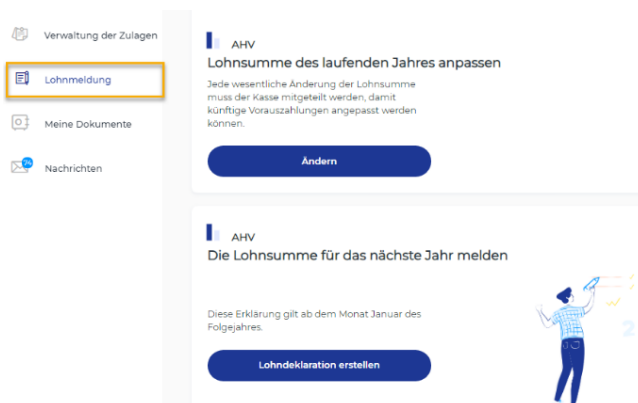 Verwaltung der Zulagen
Lohnmeldung
Meine Dokumente
74
Nachrichten
AHV
Lohnsumme des laufenden Jahres anpassen
Jede wesentliche Änderung der Lohnsumme
muss der Kasse mitgeteilt werden, damit
künftige Vorauszahlungen angepasst werden
können.
Ändern
AHV
Die Lohnsumme für das nächste Jahr melden
Diese Erklärung gilt ab dem Monat Januar des
Folgejahres.
Lohndeklaration erstellen
2